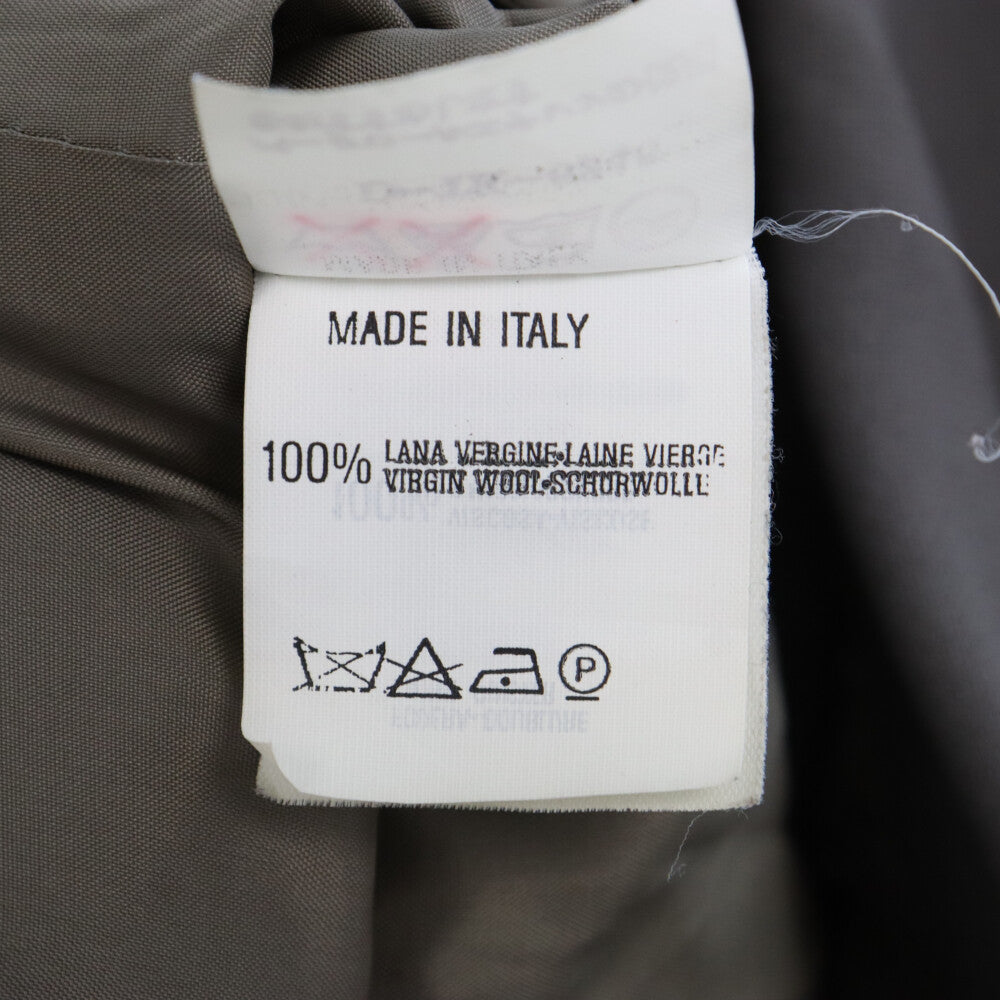 MADE IN ITALY
100% LANA VERGINE•LAINE VIERGE
VIRGIN WOOL•SCHURWOLLE
P